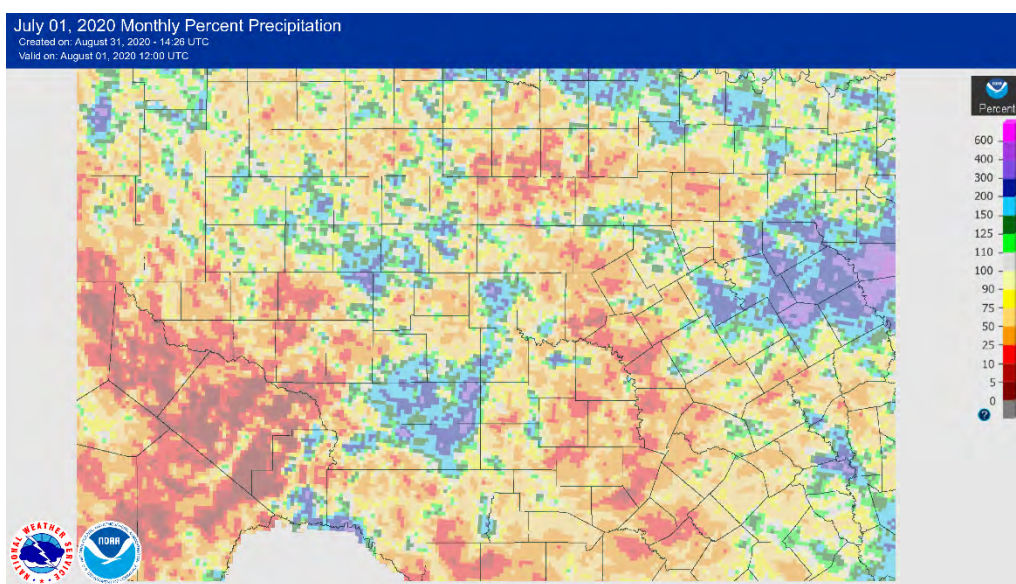 July 01, 2020 Monthly Percent Precipitation
Created on: August 31, 2020 - 14:26 UTC
Valid on: August 01, 2020 12:00 UTC
NOAA
Percent
600
400
300
200
150
125
110
100
90
75
50
25
10
5
0
?
NATIONAL WEATHER SERVICE
NOAA